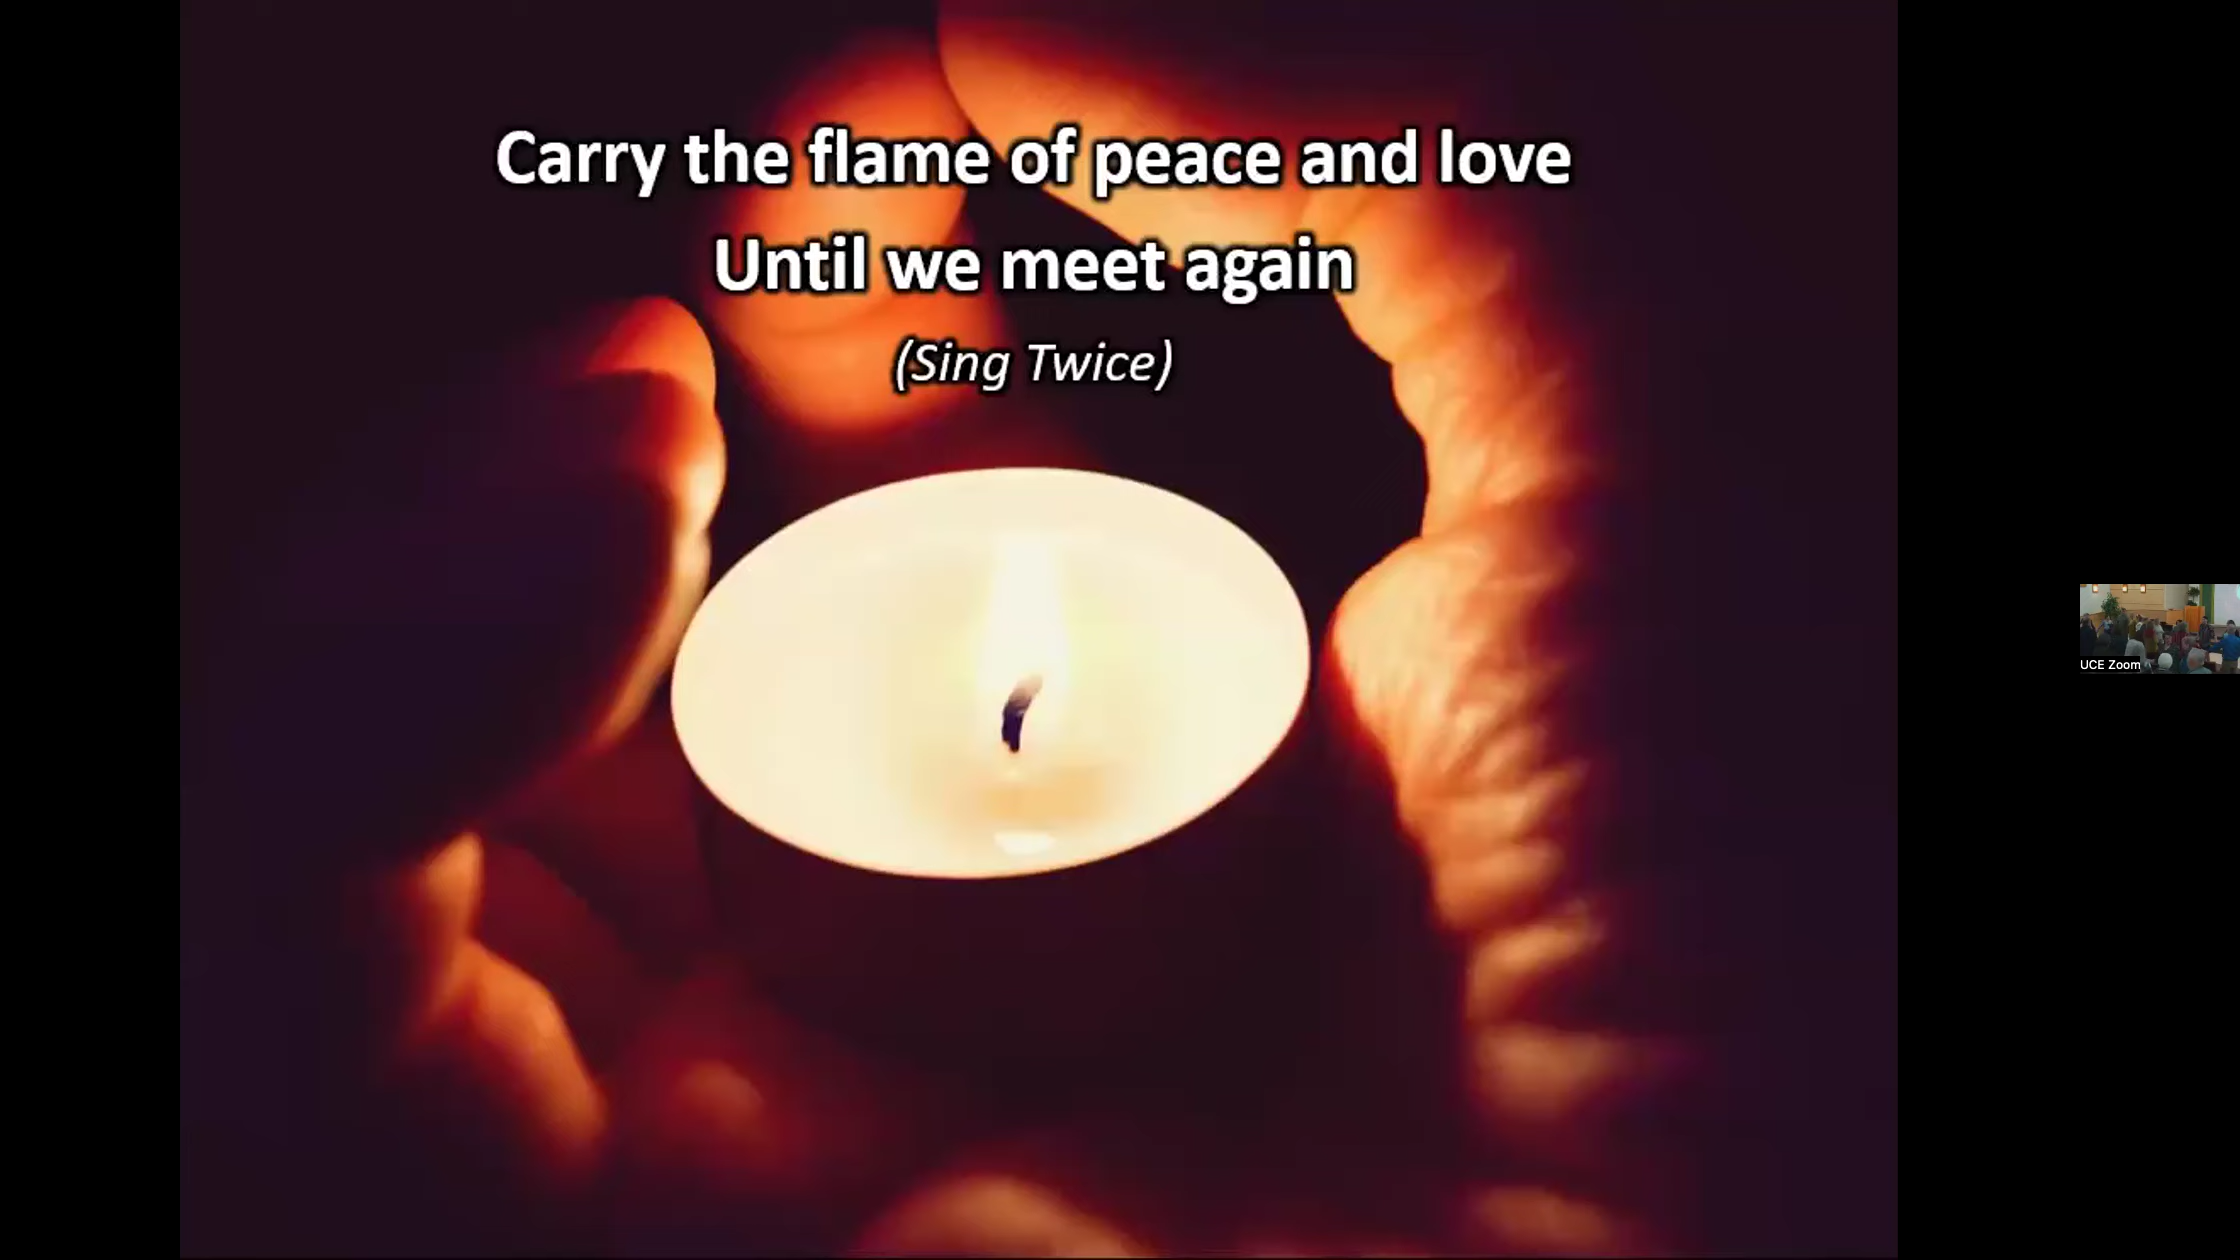 Carry the flame of peace and love
Until we meet again
(Sing Twice)
UCE Zoom